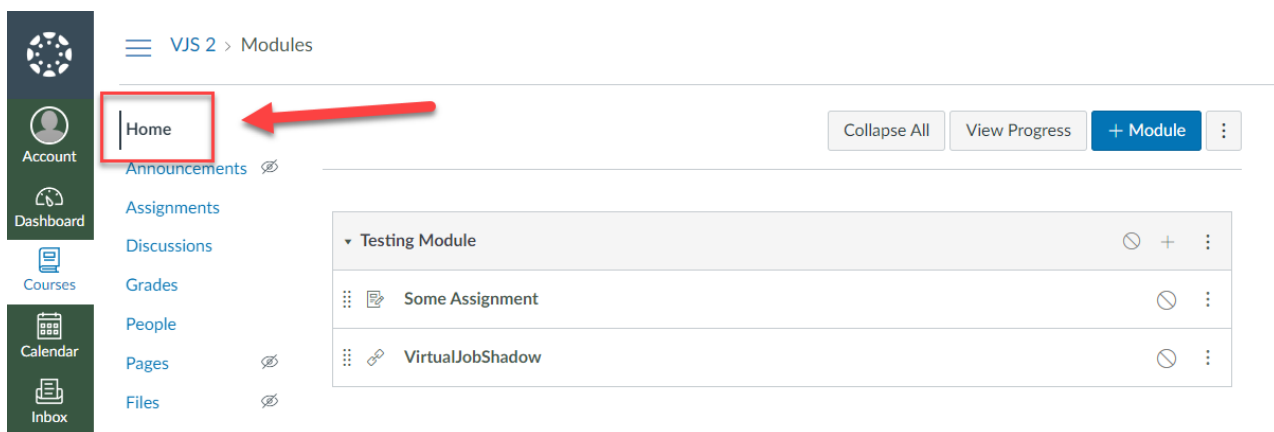 VJS 2 > Modules
Account
Dashboard
Courses
Calendar
Inbox
Home
Announcements
Assignments
Discussions
Grades
People
Pages
Files
Collapse All
View Progress
+ Module
Testing Module
Some Assignment
VirtualJobShadow